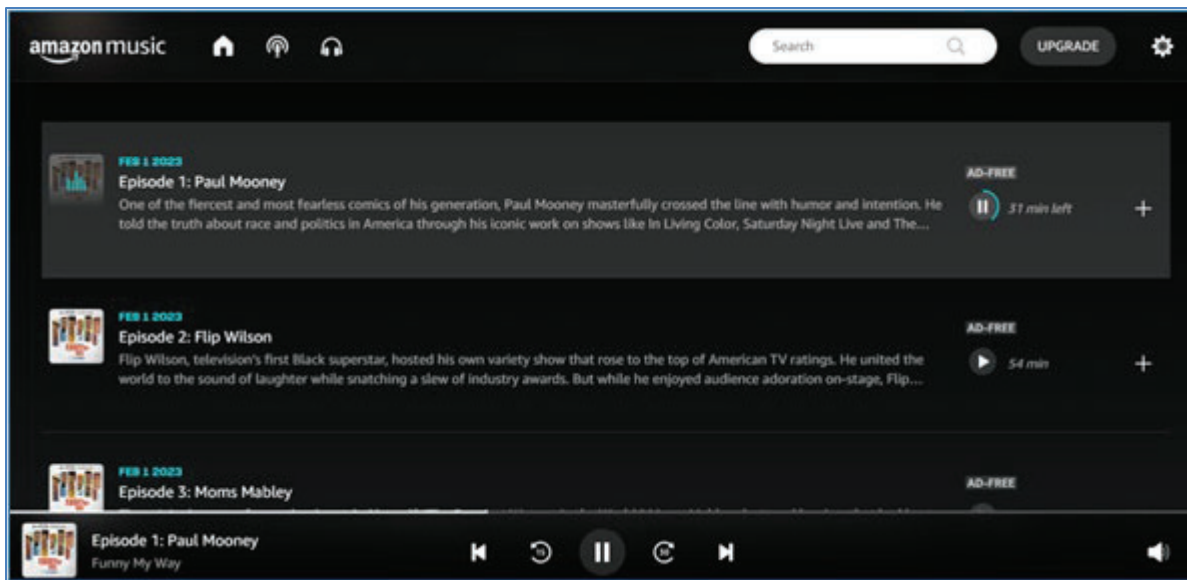 amazon music
Search
UPGRADE
FEB 1 2023
Episode 1: Paul Mooney
One of the fiercest and most fearless comics of his generation, Paul Mooney masterfully crossed the line with humor and intention. He
told the truth about race and politics in America through his iconic work on shows like In Living Color, Saturday Night Live and The...
AD-FREE
31 min left
FEB 1 2023
Episode 2: Flip Wilson
Flip Wilson, television's first Black superstar, hosted his own variety show that rose to the top of American TV ratings. He united the
world to the sound of laughter while snatching a slew of industry awards. But while he enjoyed audience adoration on-stage, Flip...
AD-FREE
54 min
FEB 1 2023
Episode 3: Moms Mabley
AD-FREE
Episode 1: Paul Mooney
Funny My Way
15
30